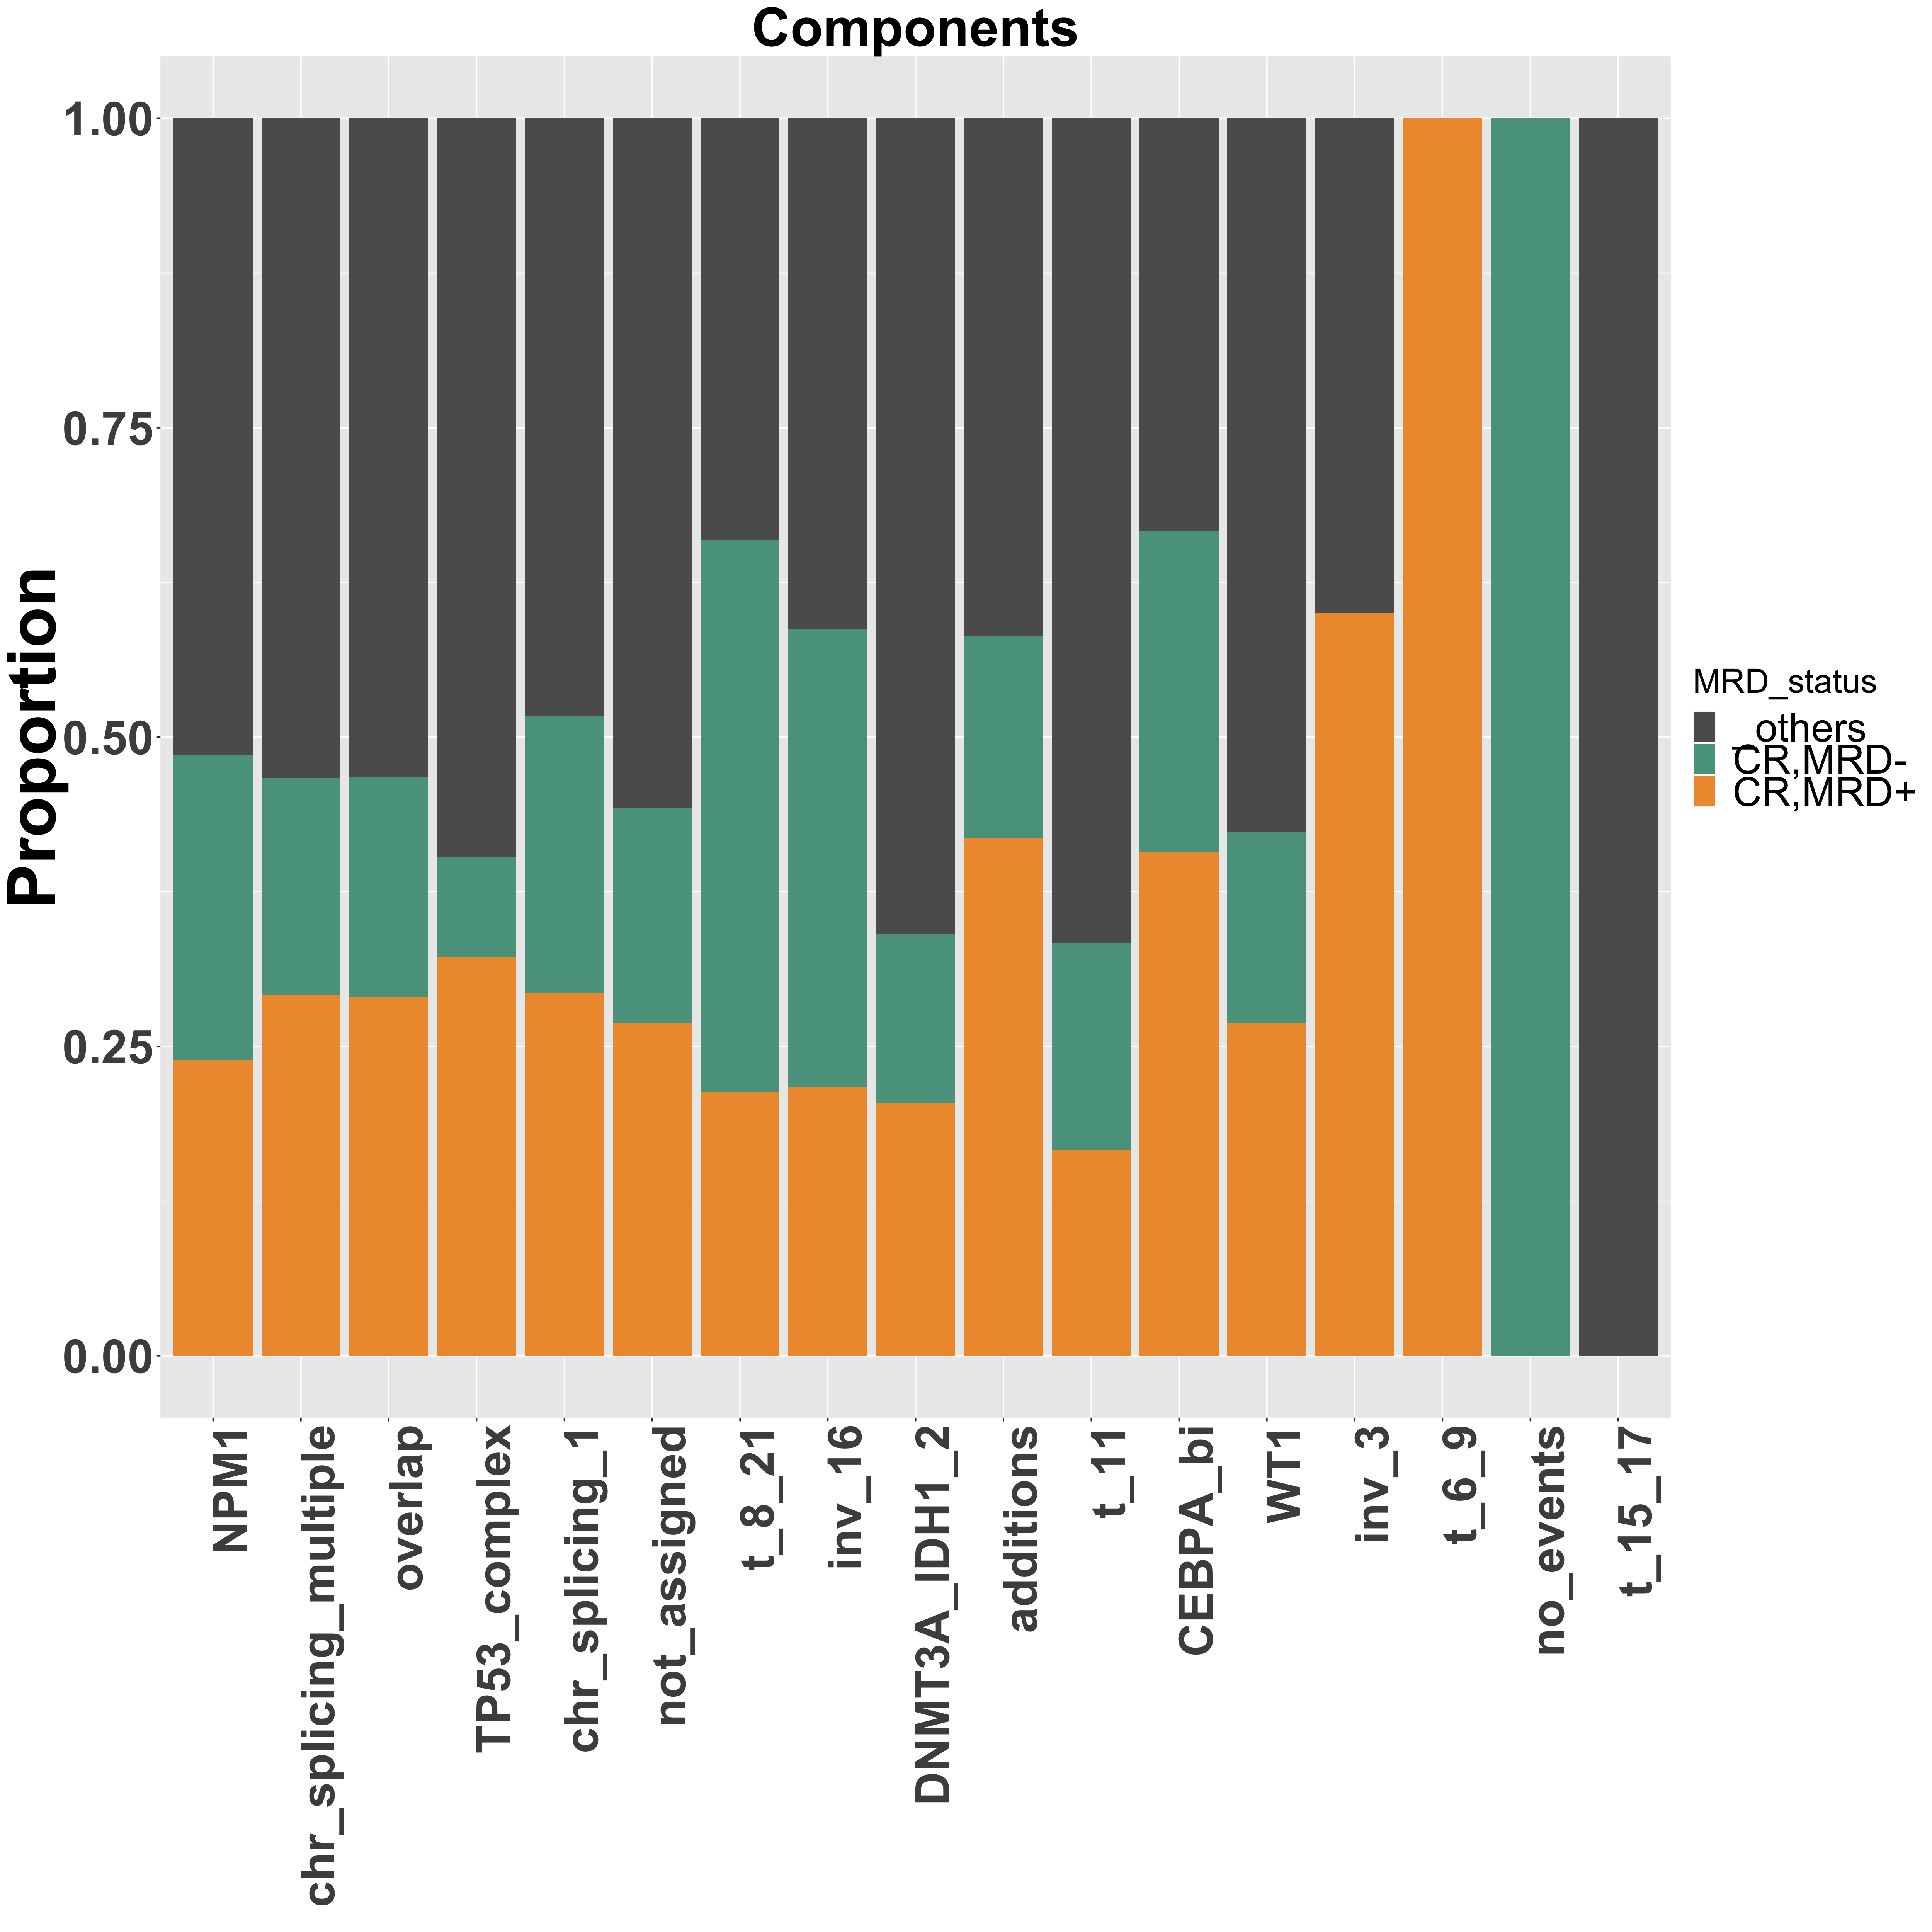 Components
Proportion
1.00
0.75
0.50
0.25
0.00
NPM1
chr_splicing_multiple
overlap
TP53_complex
chr_splicing_1
not_assigned
t_8_21
inv_16
DNMT3A_IDH1_2
additions
t_11
CEBPA_bi
WT1
inv_3
t_6_9
no_events
t_15_17
MRD_status
_others
_CR,MRD-
CR,MRD+